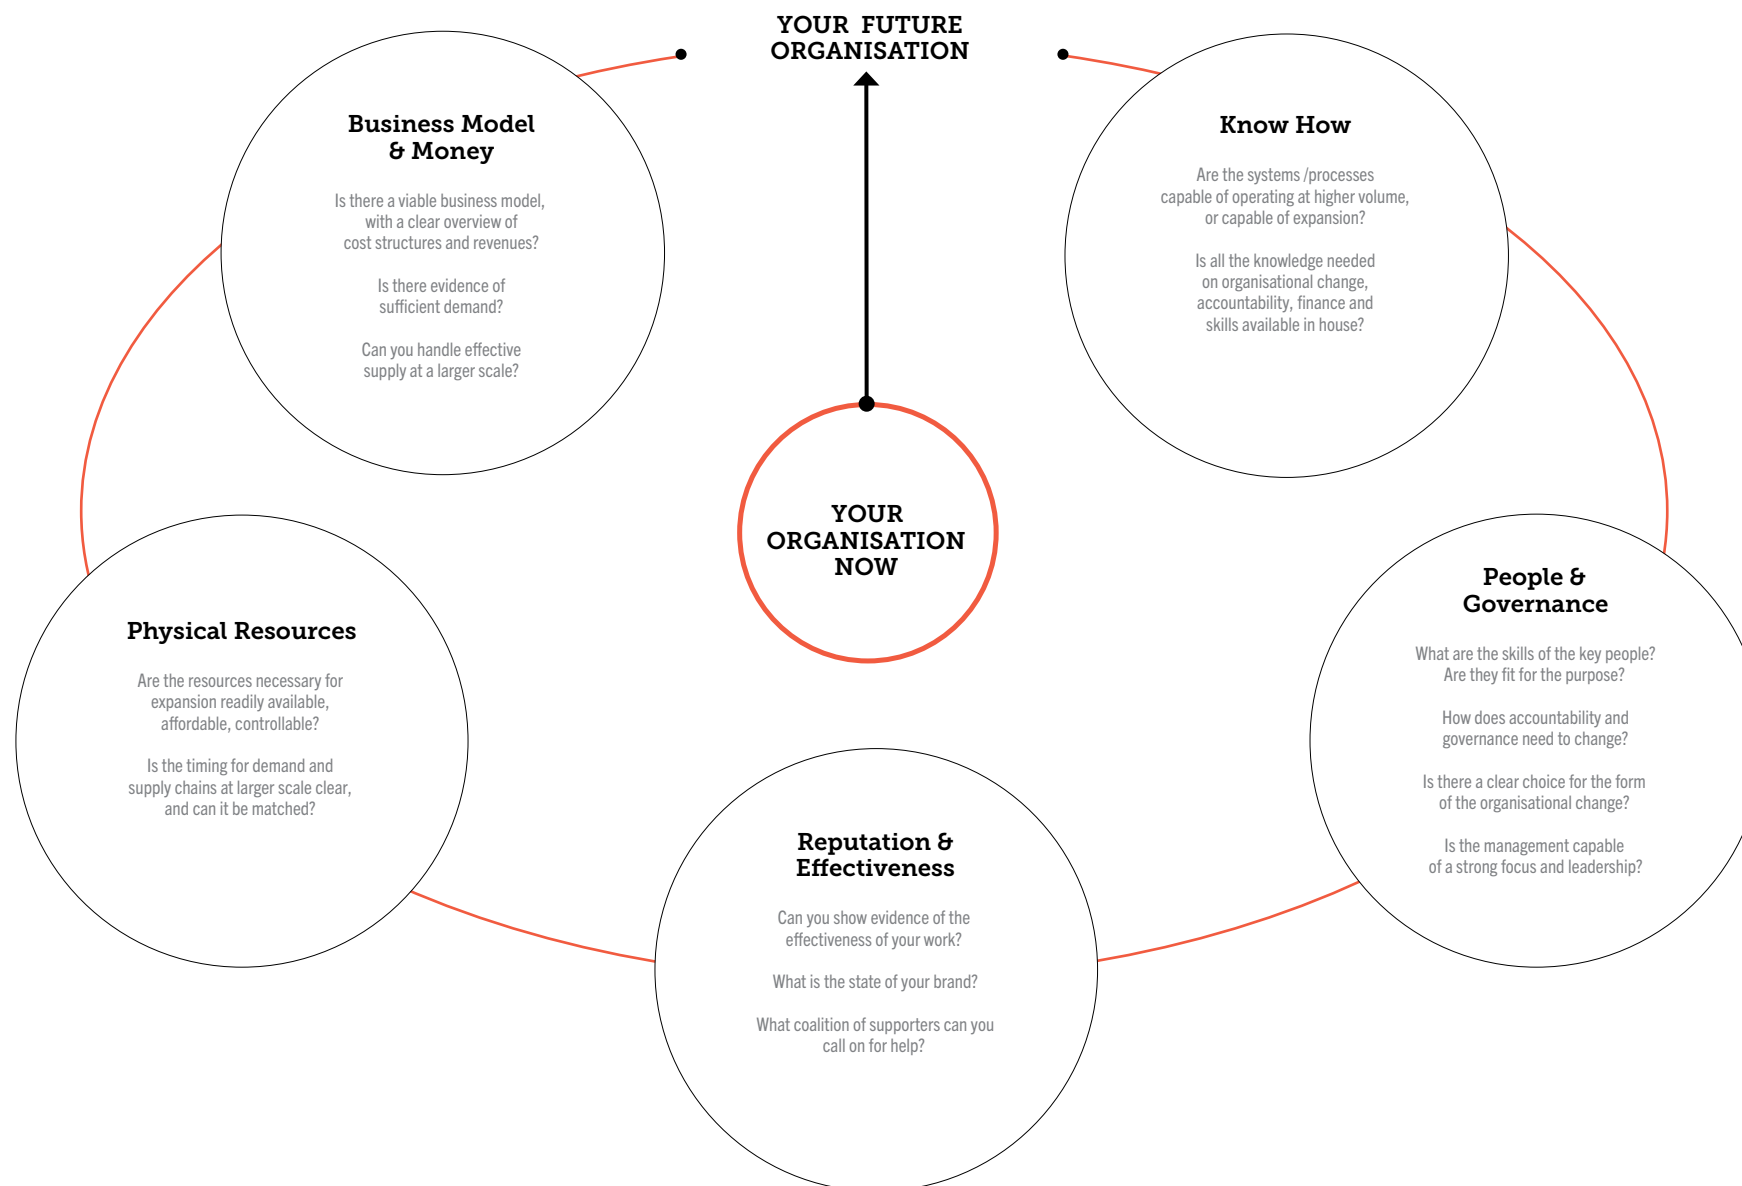 YOUR FUTURE
ORGANISATION
Business Model
& Money
Is there a viable business model,
with a clear overview of
cost structures and revenues?
Is there evidence of
sufficient demand?
Can you handle effective
supply at a larger scale?
Know How
Are the systems /processes
capable of operating at higher volume,
or capable of expansion?
Is all the knowledge needed
on organisational change,
accountability, finance and
skills available in house?
YOUR
ORGANISATION
NOW
Physical Resources
Are the resources necessary for
expansion readily available,
affordable, controllable?
Is the timing for demand and
supply chains at larger scale clear,
and can it be matched?
People &
Governance
What are the skills of the key people?
Are they fit for the purpose?
How does accountability and
governance need to change?
Is there a clear choice for the form
of the organisational change?
Is the management capable
of a strong focus and leadership?
Reputation &
Effectiveness
Can you show evidence of the
effectiveness of your work?
What is the state of your brand?
What coalition of supporters can you
call on for help?